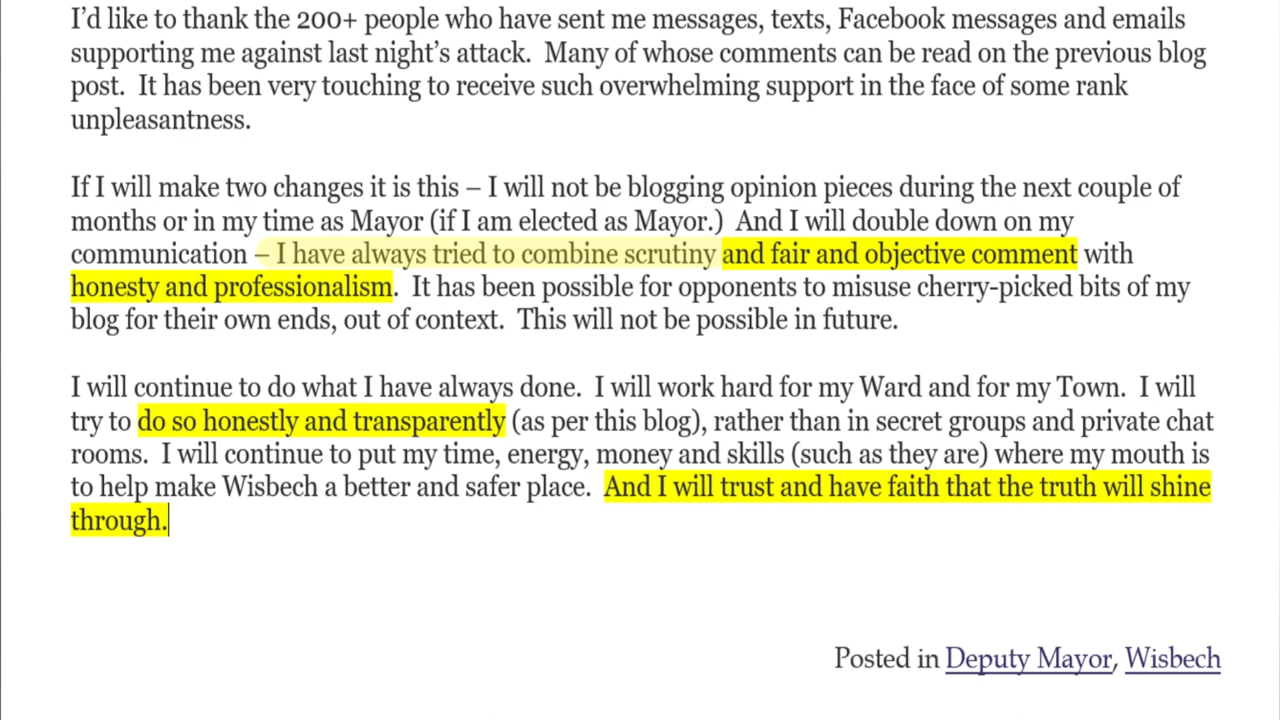 I’d like to thank the 200+ people who have sent me messages, texts, Facebook messages and emails
supporting me against last night’s attack.  Many of whose comments can be read on the previous blog
post.  It has been very touching to receive such overwhelming support in the face of some rank
unpleasantness.
If I will make two changes it is this – I will not be blogging opinion pieces during the next couple of
months or in my time as Mayor (if I am elected as Mayor.)  And I will double down on my
communication – I have always tried to combine scrutiny and fair and objective comment with
honesty and professionalism.  It has been possible for opponents to misuse cherry-picked bits of my
blog for their own ends, out of context.  This will not be possible in future.
I will continue to do what I have always done.  I will work hard for my Ward and for my Town.  I will
try to do so honestly and transparently (as per this blog), rather than in secret groups and private chat
rooms.  I will continue to put my time, energy, money and skills (such as they are) where my mouth is
to help make Wisbech a better and safer place.  And I will trust and have faith that the truth will shine
through.
Posted in Deputy Mayor, Wisbech